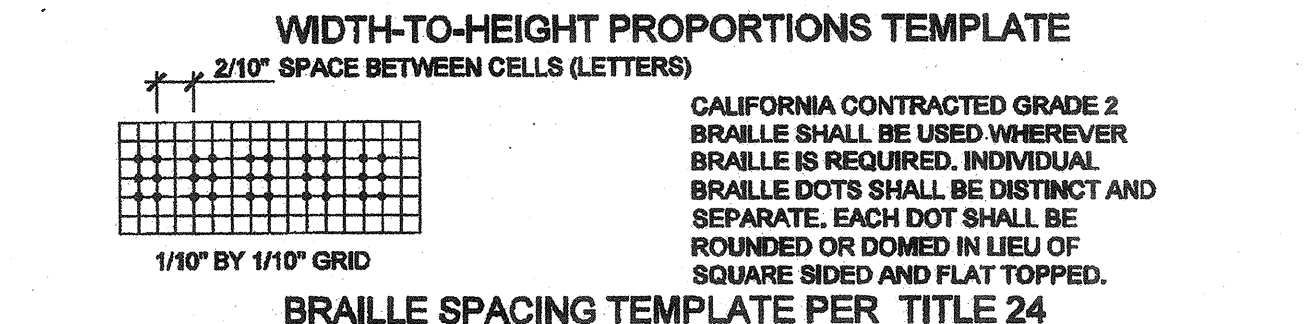 WIDTH-TO-HEIGHT PROPORTIONS TEMPLATE
2/10" SPACE BETWEEN CELLS (LETTERS)
CALIFORNIA CONTRACTED GRADE 2
BRAILLE SHALL BE USED WHEREVER
BRAILLE IS REQUIRED. INDIVIDUAL
BRAILLE DOTS SHALL BE DISTINCT AND
SEPARATE. EACH DOT SHALL BE
ROUNDED OR DOMED IN LIEU OF
SQUARE SIDED AND FLAT TOPPED.
1/10" BY 1/10" GRID
BRAILLE SPACING TEMPLATE PER TITLE 24